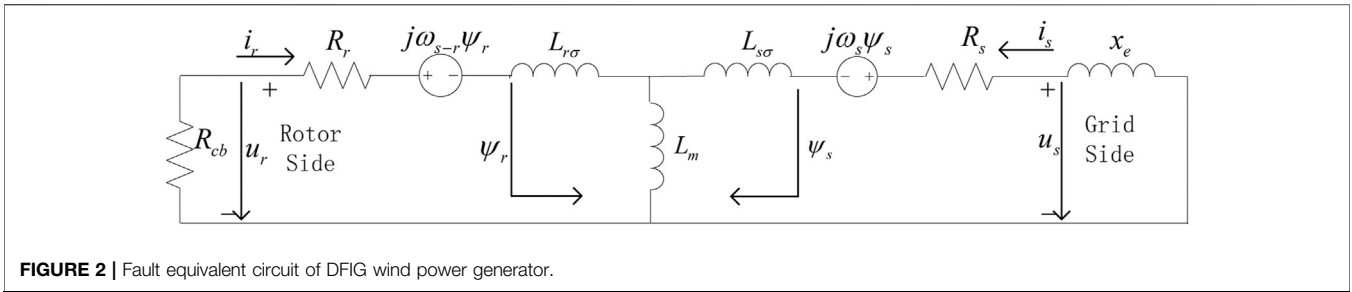 i_r R_r jω_{s-r}ψ_r L_{rσ} L_{sσ} jω_sψ_s R_s i_s x_e
+ + - - + +
R_{cb} u_r Rotor Side ψ_r L_m ψ_s u_s Grid Side
- -
FIGURE 2 | Fault equivalent circuit of DFIG wind power generator.